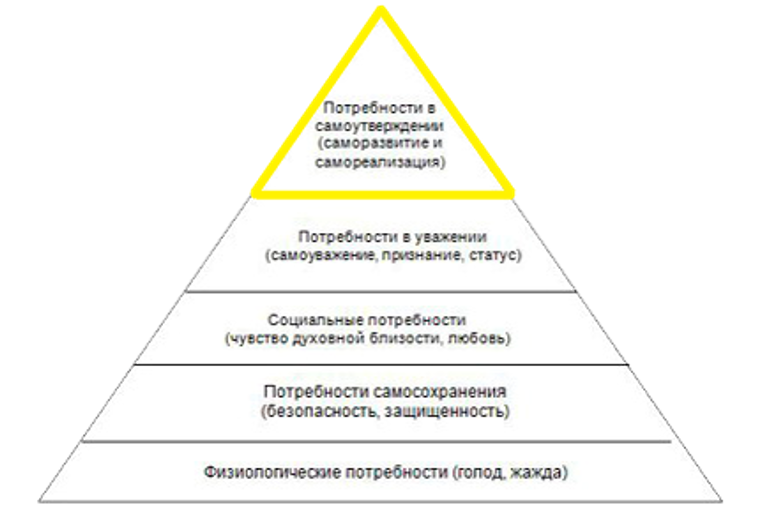 Потребности в
самоутверждении
(саморазвитие и
самореализация)
Потребности в уважении
(самоуважение, признание, статус)
Социальные потребности
(чувство духовной близости, любовь)
Потребности самосохранения
(безопасность, защищенность)
Физиологические потребности (голод, жажда)